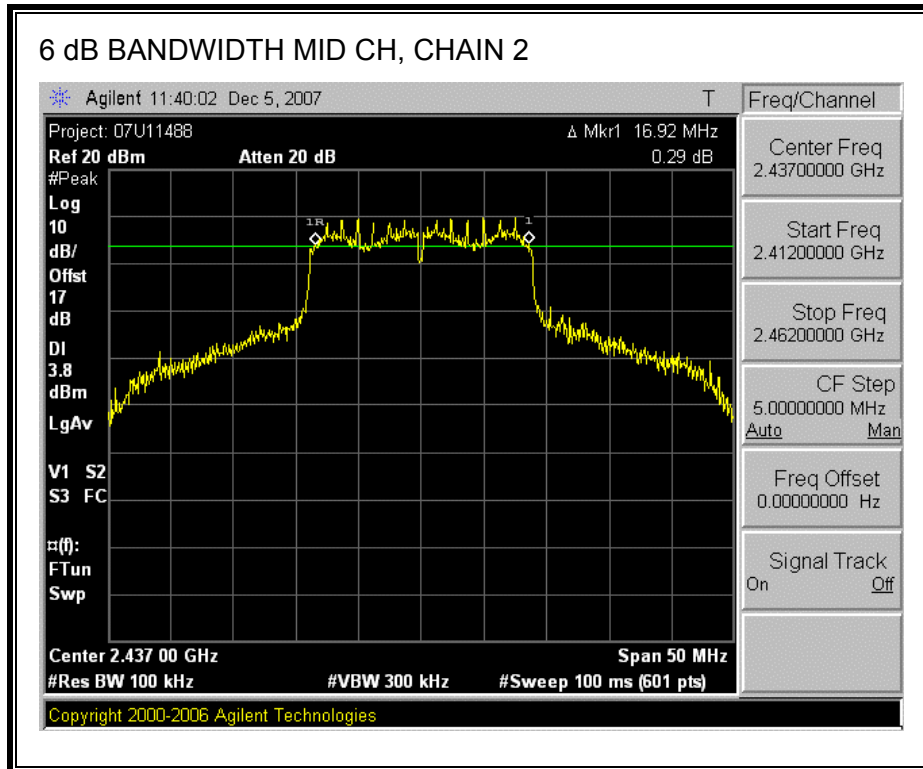 6 dB BANDWIDTH MID CH, CHAIN 2
Agilent 11:40:02 Dec 5, 2007 T
Project: 07U11488 Δ Mkr1 16.92 MHz
Ref 20 dBm Atten 20 dB 0.29 dB
#Peak
Log
10
dB/
Offst
17
dB
DI
3.8
dBm
LgAv
V1 S2
S3 FC
¤(f):
FTun
Swp
1R
1
Center 2.437 00 GHz Span 50 MHz
#Res BW 100 kHz #VBW 300 kHz #Sweep 100 ms (601 pts)
Copyright 2000-2006 Agilent Technologies
Freq/Channel
Center Freq
2.43700000 GHz
Start Freq
2.41200000 GHz
Stop Freq
2.46200000 GHz
CF Step
5.00000000 MHz
Auto Man
Freq Offset
0.00000000 Hz
Signal Track
On Off